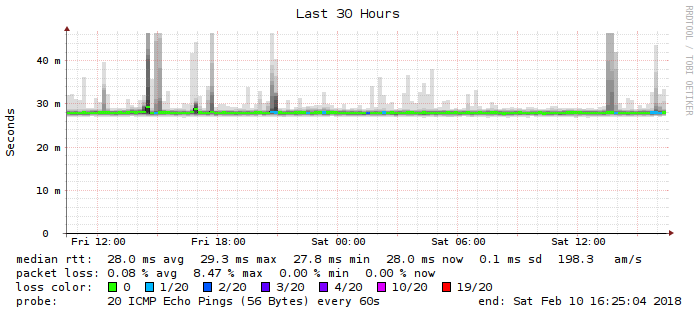 Last 30 Hours
RRDTOOL / TOBI OETIKER
Seconds
40 m
30 m
20 m
10 m
0
Fri 12:00 Fri 18:00 Sat 00:00 Sat 06:00 Sat 12:00
median rtt: 28.0 ms avg 29.3 ms max 27.8 ms min 28.0 ms now 0.1 ms sd 198.3 am/s
packet loss: 0.08 % avg 8.47 % max 0.00 % min 0.00 % now
loss color: 0 1/20 2/20 3/20 4/20 10/20 19/20
probe: 20 ICMP Echo Pings (56 Bytes) every 60s end: Sat Feb 10 16:25:04 2018